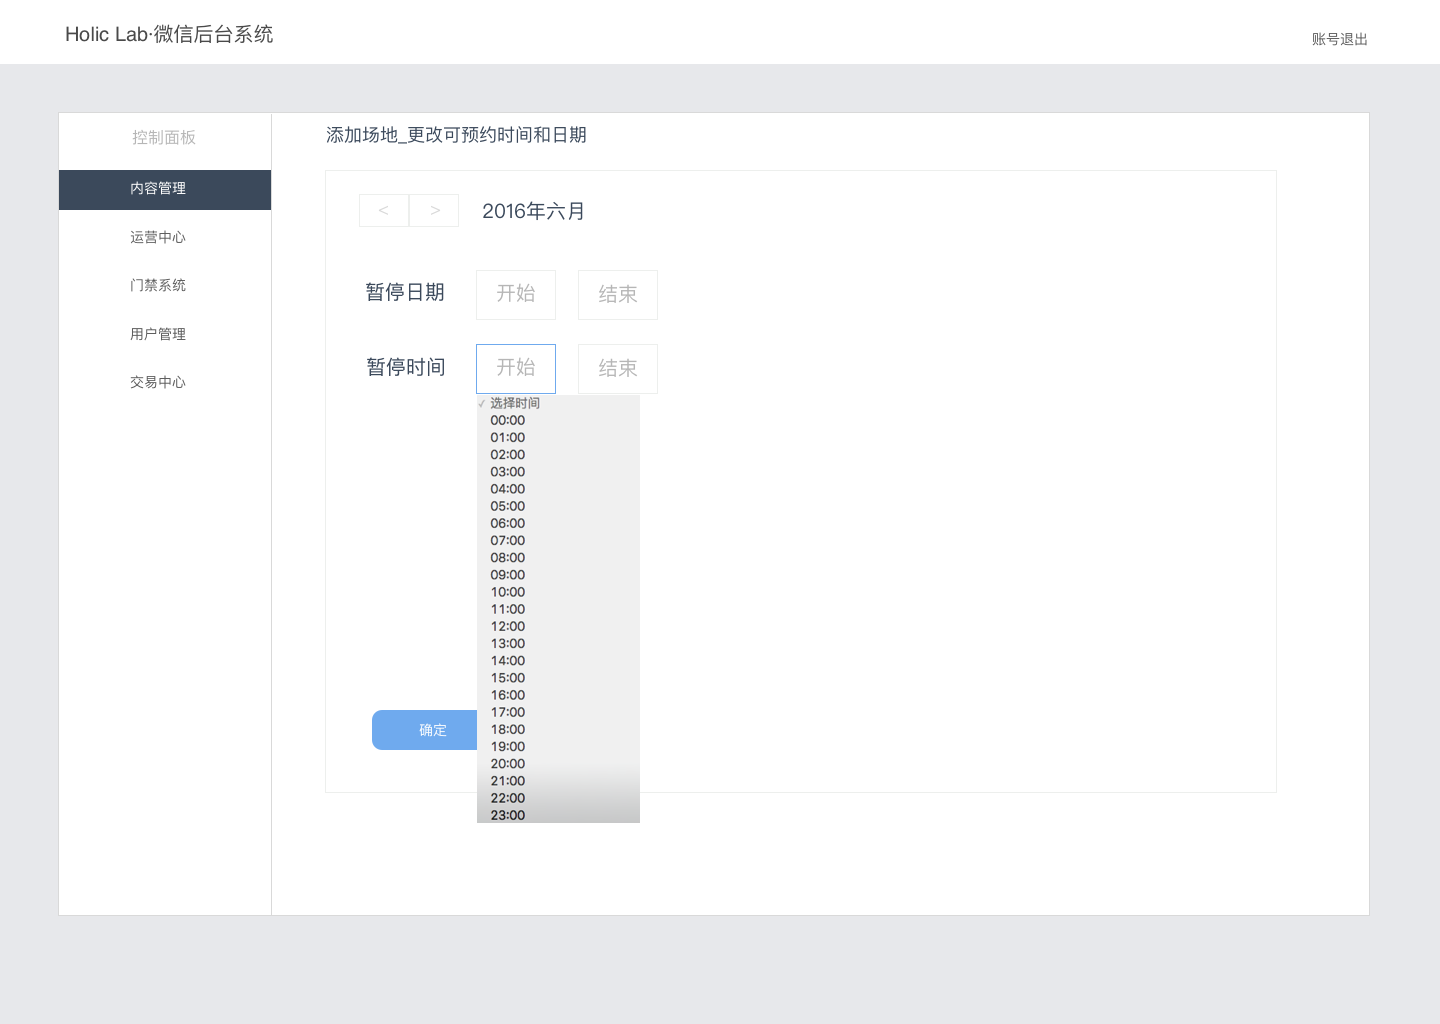 Holic Lab·微信后台系统
账号退出
控制面板
内容管理
运营中心
门禁系统
用户管理
交易中心
添加场地_更改可预约时间和日期
< > 2016年六月
暂停日期 开始 结束
暂停时间 开始 结束
✓ 选择时间
00:00
01:00
02:00
03:00
04:00
05:00
06:00
07:00
08:00
09:00
10:00
11:00
12:00
13:00
14:00
15:00
16:00
17:00
18:00
19:00
20:00
21:00
22:00
23:00
确定